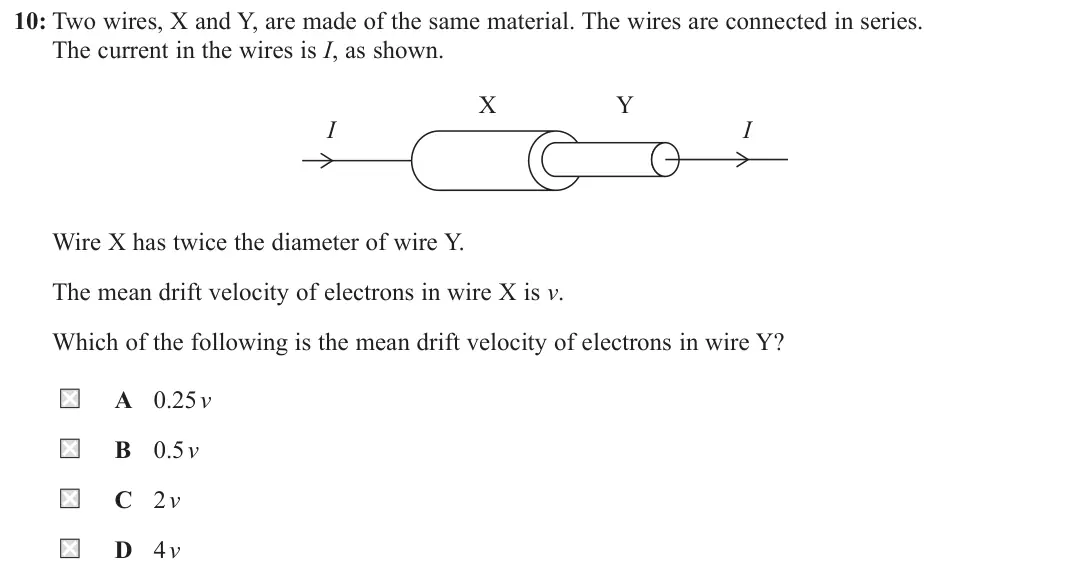 10: Two wires, X and Y, are made of the same material. The wires are connected in series.
The current in the wires is I, as shown.
X Y
I I
Wire X has twice the diameter of wire Y.
The mean drift velocity of electrons in wire X is v.
Which of the following is the mean drift velocity of electrons in wire Y?
A 0.25 v
B 0.5 v
C 2 v
D 4 v